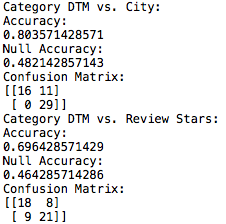 Category DTM vs. City:
Accuracy:
0.803571428571
Null Accuracy:
0.482142857143
Confusion Matrix:
[[16 11]
 [ 0 29]]
Category DTM vs. Review Stars:
Accuracy:
0.696428571429
Null Accuracy:
0.464285714286
Confusion Matrix:
[[18  8]
 [ 9 21]]